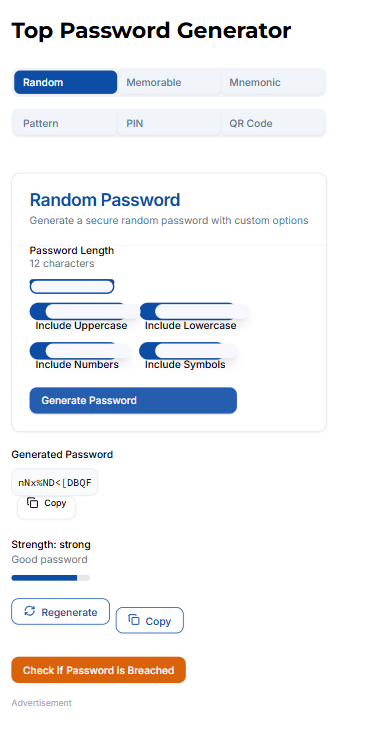 Top Password Generator
Random Memorable Mnemonic
Pattern PIN QR Code
Random Password
Generate a secure random password with custom options
Password Length
12 characters
Include Uppercase Include Lowercase
Include Numbers Include Symbols
Generate Password
Generated Password
nNx%ND<[DBQF
Copy
Strength: strong
Good password
Regenerate Copy
Check if Password is Breached
Advertisement